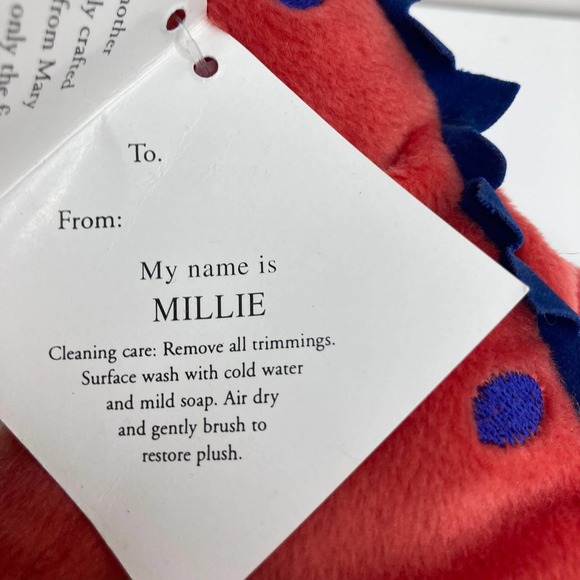 nother
ly crafted
from Mary
only the f
To.
From:
My name is
MILLIE
Cleaning care: Remove all trimmings.
Surface wash with cold water
and mild soap. Air dry
and gently brush to
restore plush.